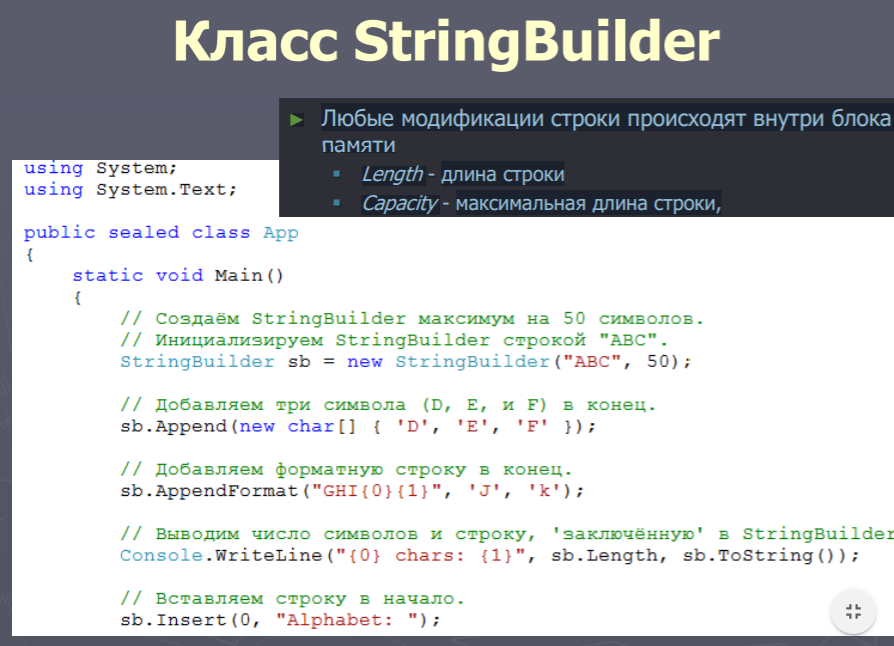 Класс StringBuilder
► Любые модификации строки происходят внутри блока
памяти
▪ Length - длина строки
▪ Capacity - максимальная длина строки,
using System;
using System.Text;
public sealed class App
{
static void Main()
{
// Создаём StringBuilder максимум на 50 символов.
// Инициализируем StringBuilder строкой "ABC".
StringBuilder sb = new StringBuilder("ABC", 50);
// Добавляем три символа (D, E, и F) в конец.
sb.Append(new char[] { 'D', 'E', 'F' });
// Добавляем форматную строку в конец.
sb.AppendFormat("GHI{0}{1}", 'J', 'k');
// Выводим число символов и строку, 'заключённую' в StringBuilder
Console.WriteLine("{0} chars: {1}", sb.Length, sb.ToString());
// Вставляем строку в начало.
sb.Insert(0, "Alphabet: ");